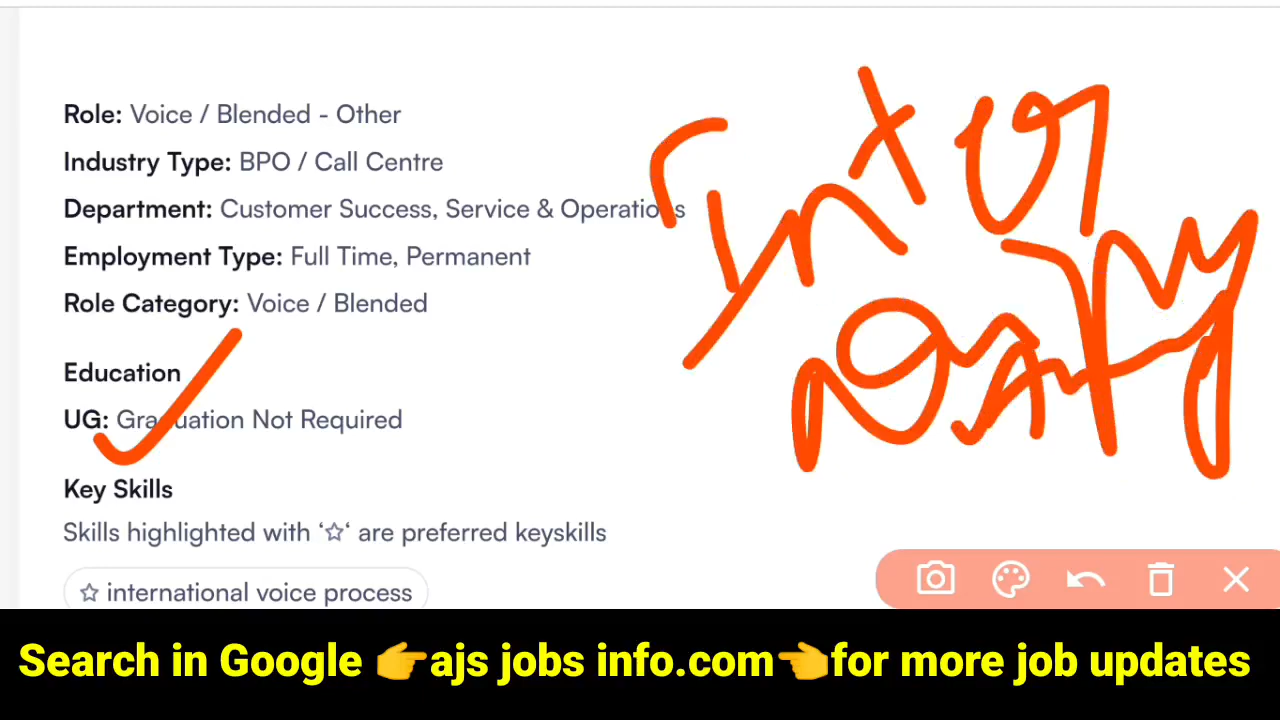 Role: Voice / Blended - Other
Industry Type: BPO / Call Centre
Department: Customer Success, Service & Operations
Employment Type: Full Time, Permanent
Role Category: Voice / Blended
Education
UG: Graduation Not Required
Key Skills
Skills highlighted with ‘☆‘ are preferred keyskills
☆ international voice process
Inter
Search in Google 👉ajs jobs info.com👈for more job updates